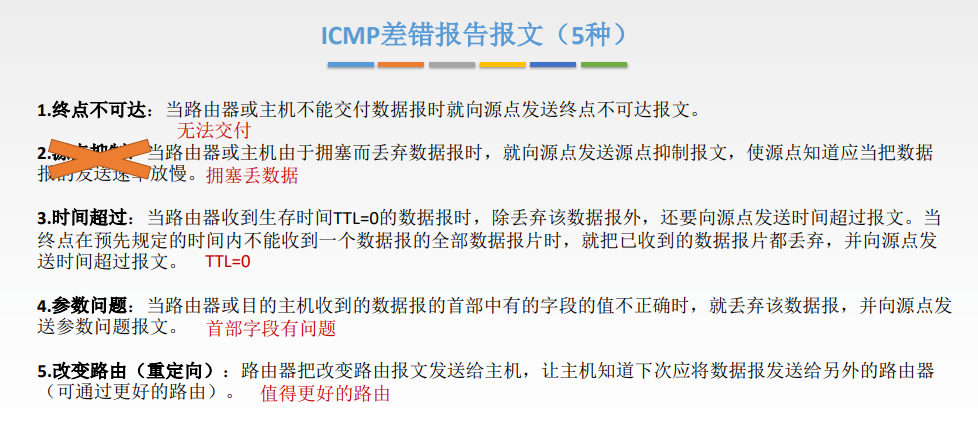 ICMP差错报告报文（5种）
1.终点不可达：当路由器或主机不能交付数据报时就向源点发送终点不可达报文。
无法交付
2.源点抑制：当路由器或主机由于拥塞而丢弃数据报时，就向源点发送源点抑制报文，使源点知道应当把数据
报的发送速率放慢。 拥塞丢数据
3.时间超过：当路由器收到生存时间TTL=0的数据报时，除丢弃该数据报外，还要向源点发送时间超过报文。当
终点在预先规定的时间内不能收到一个数据报的全部数据报片时，就把已收到的数据报片都丢弃，并向源点发
送时间超过报文。 TTL=0
4.参数问题：当路由器或目的主机收到的数据报的首部中有的字段的值不正确时，就丢弃该数据报，并向源点发
送参数问题报文。 首部字段有问题
5.改变路由（重定向）：路由器把改变路由报文发送给主机，让主机知道下次应将数据报发送给另外的路由器
（可通过更好的路由）。 值得更好的路由